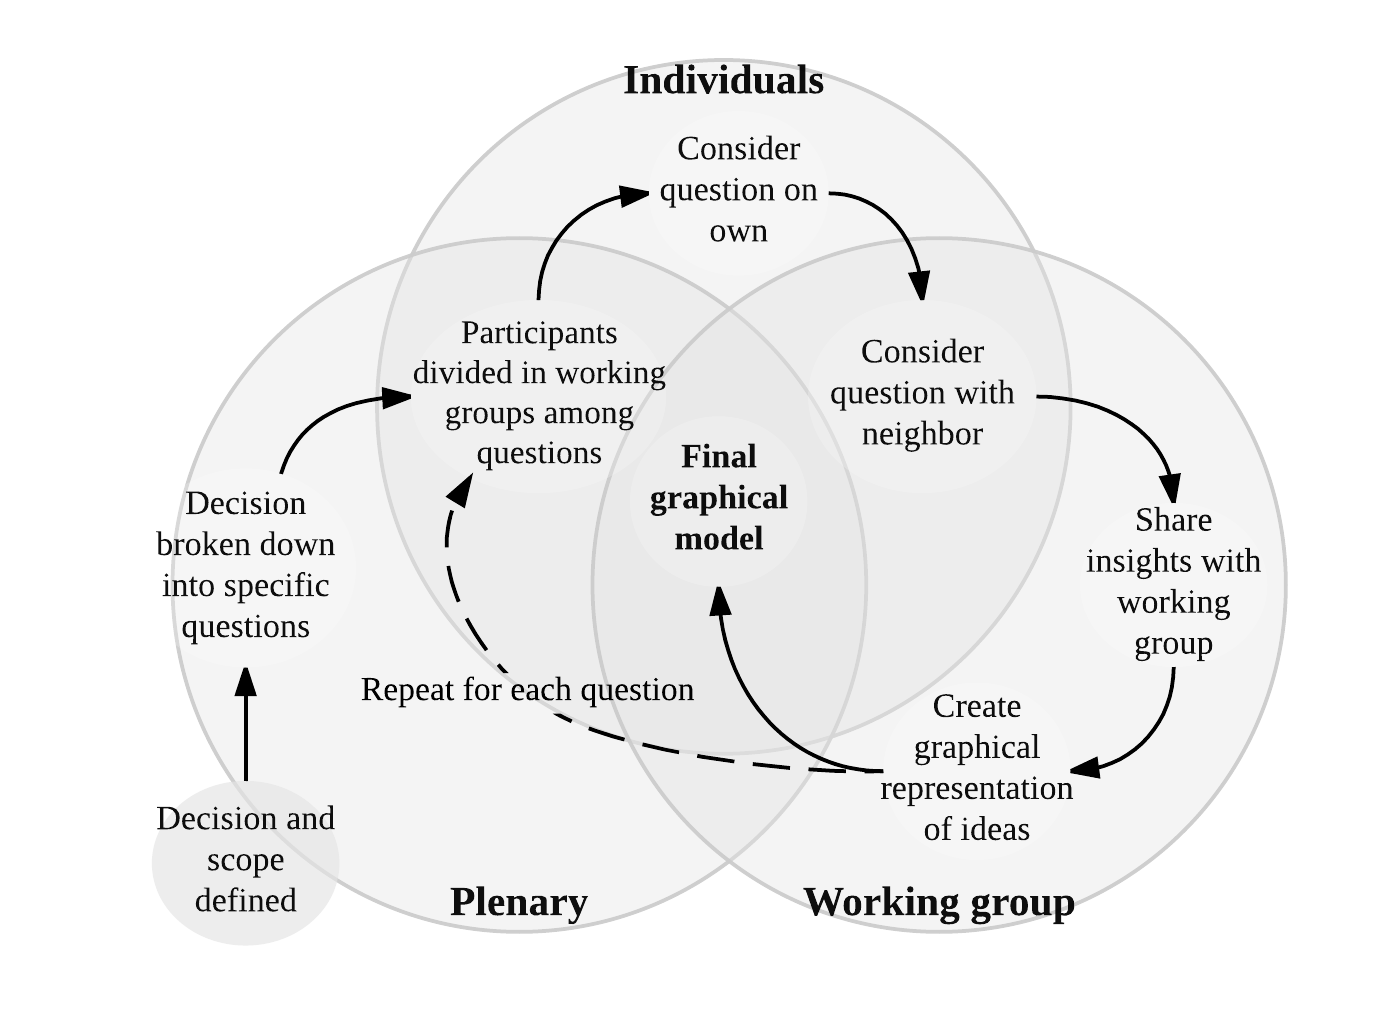 Individuals
Consider
question on
own
Participants
divided in working
groups among
questions
Consider
question with
neighbor
Final
graphical
model
Decision
broken down
into specific
questions
Share
insights with
working
group
Repeat for each question
Create
graphical
representation
of ideas
Decision and
scope
defined
Plenary
Working group